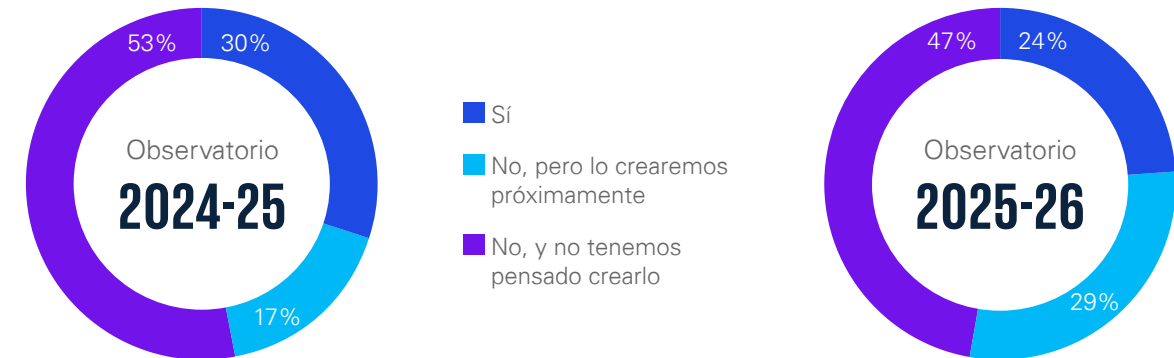 53%
30%
Observatorio
2024-25
17%
Sí
No, pero lo crearemos
próximamente
No, y no tenemos
pensado crearlo
47%
24%
Observatorio
2025-26
29%